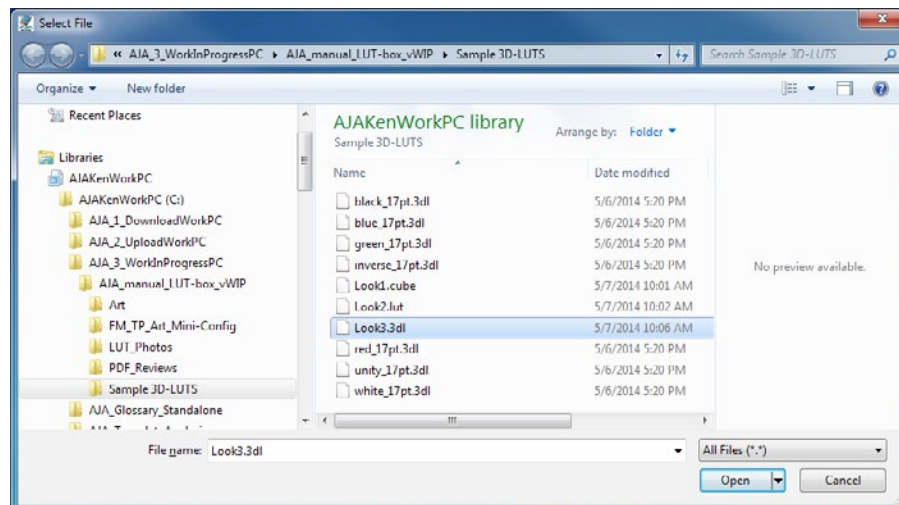 Select File
« AJA_3_WorkInProgressPC ▸ AJA_manual_LUT-box_vWIP ▸ Sample 3D-LUTS
Search Sample 3D-LUTS
Organize
New folder
Recent Places
Libraries
AJAKenWorkPC
AJAKenWorkPC (C:)
AJA_1_DownloadWorkPC
AJA_2_UploadWorkPC
AJA_3_WorkInProgressPC
AJA_manual_LUT-box_vWIP
Art
FM_TP_Art_Mini-Config
LUT_Photos
PDF_Reviews
Sample 3D-LUTS
AJA_Glossary_Standalone
AJAKenWorkPC library
Sample 3D-LUTS
Arrange by: Folder
Name Date modified
black_17pt.3dl 5/6/2014 5:20 PM
blue_17pt.3dl 5/6/2014 5:20 PM
green_17pt.3dl 5/6/2014 5:20 PM
inverse_17pt.3dl 5/6/2014 5:20 PM
Look1.cube 5/7/2014 10:01 AM
Look2.lut 5/7/2014 10:02 AM
Look3.3dl 5/7/2014 10:06 AM
red_17pt.3dl 5/6/2014 5:20 PM
unity_17pt.3dl 5/6/2014 5:20 PM
white_17pt.3dl 5/6/2014 5:20 PM
No preview available.
File name: Look3.3dl
All Files (*.*)
Open
Cancel